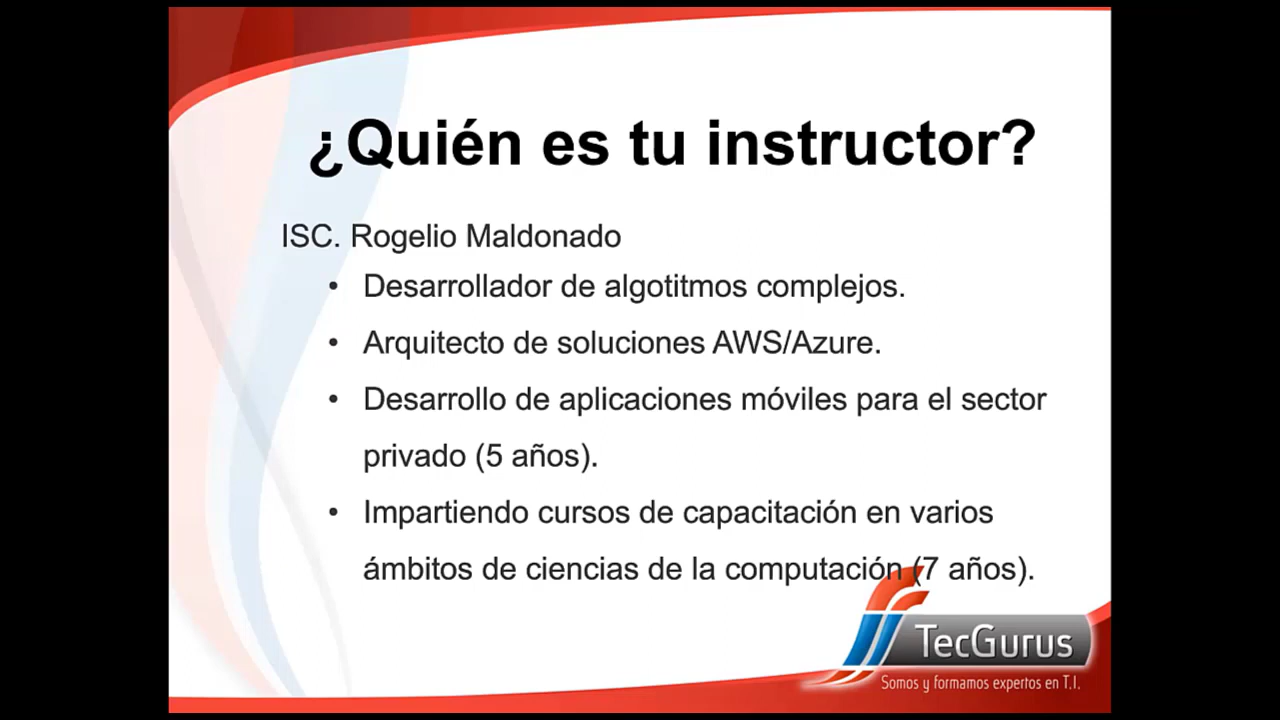 ¿Quién es tu instructor?
ISC. Rogelio Maldonado
• Desarrollador de algotitmos complejos.
• Arquitecto de soluciones AWS/Azure.
• Desarrollo de aplicaciones móviles para el sector
privado (5 años).
• Impartiendo cursos de capacitación en varios
ámbitos de ciencias de la computación (7 años).
TecGurus
Somos y formamos expertos en T.I.